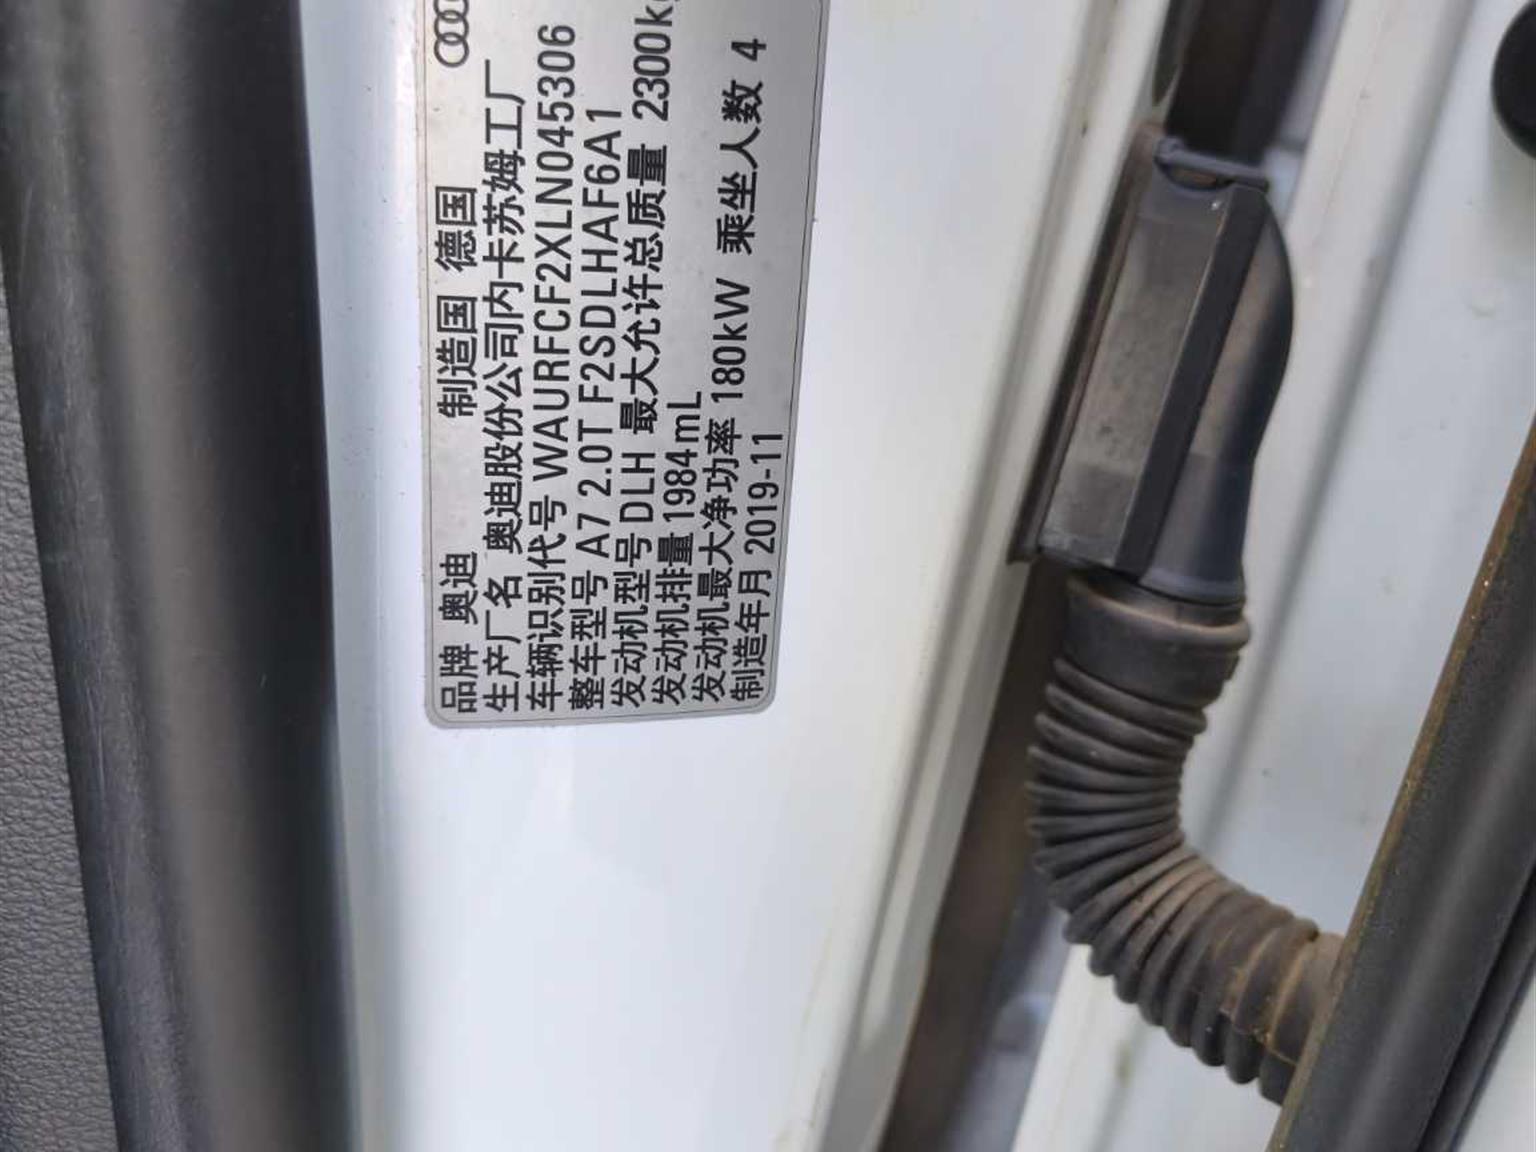 品牌 奥迪 制造国 德国
生产厂名 奥迪股份公司内卡苏姆工厂
车辆识别代号 WAURFCF2XLN045306
整车型号 A7 2.0T F2SDLHAF6A1
发动机型号 DLH 最大允许总质量 2300kg
发动机排量 1984mL
发动机最大净功率 180kW 乘坐人数 4
制造年月 2019-11